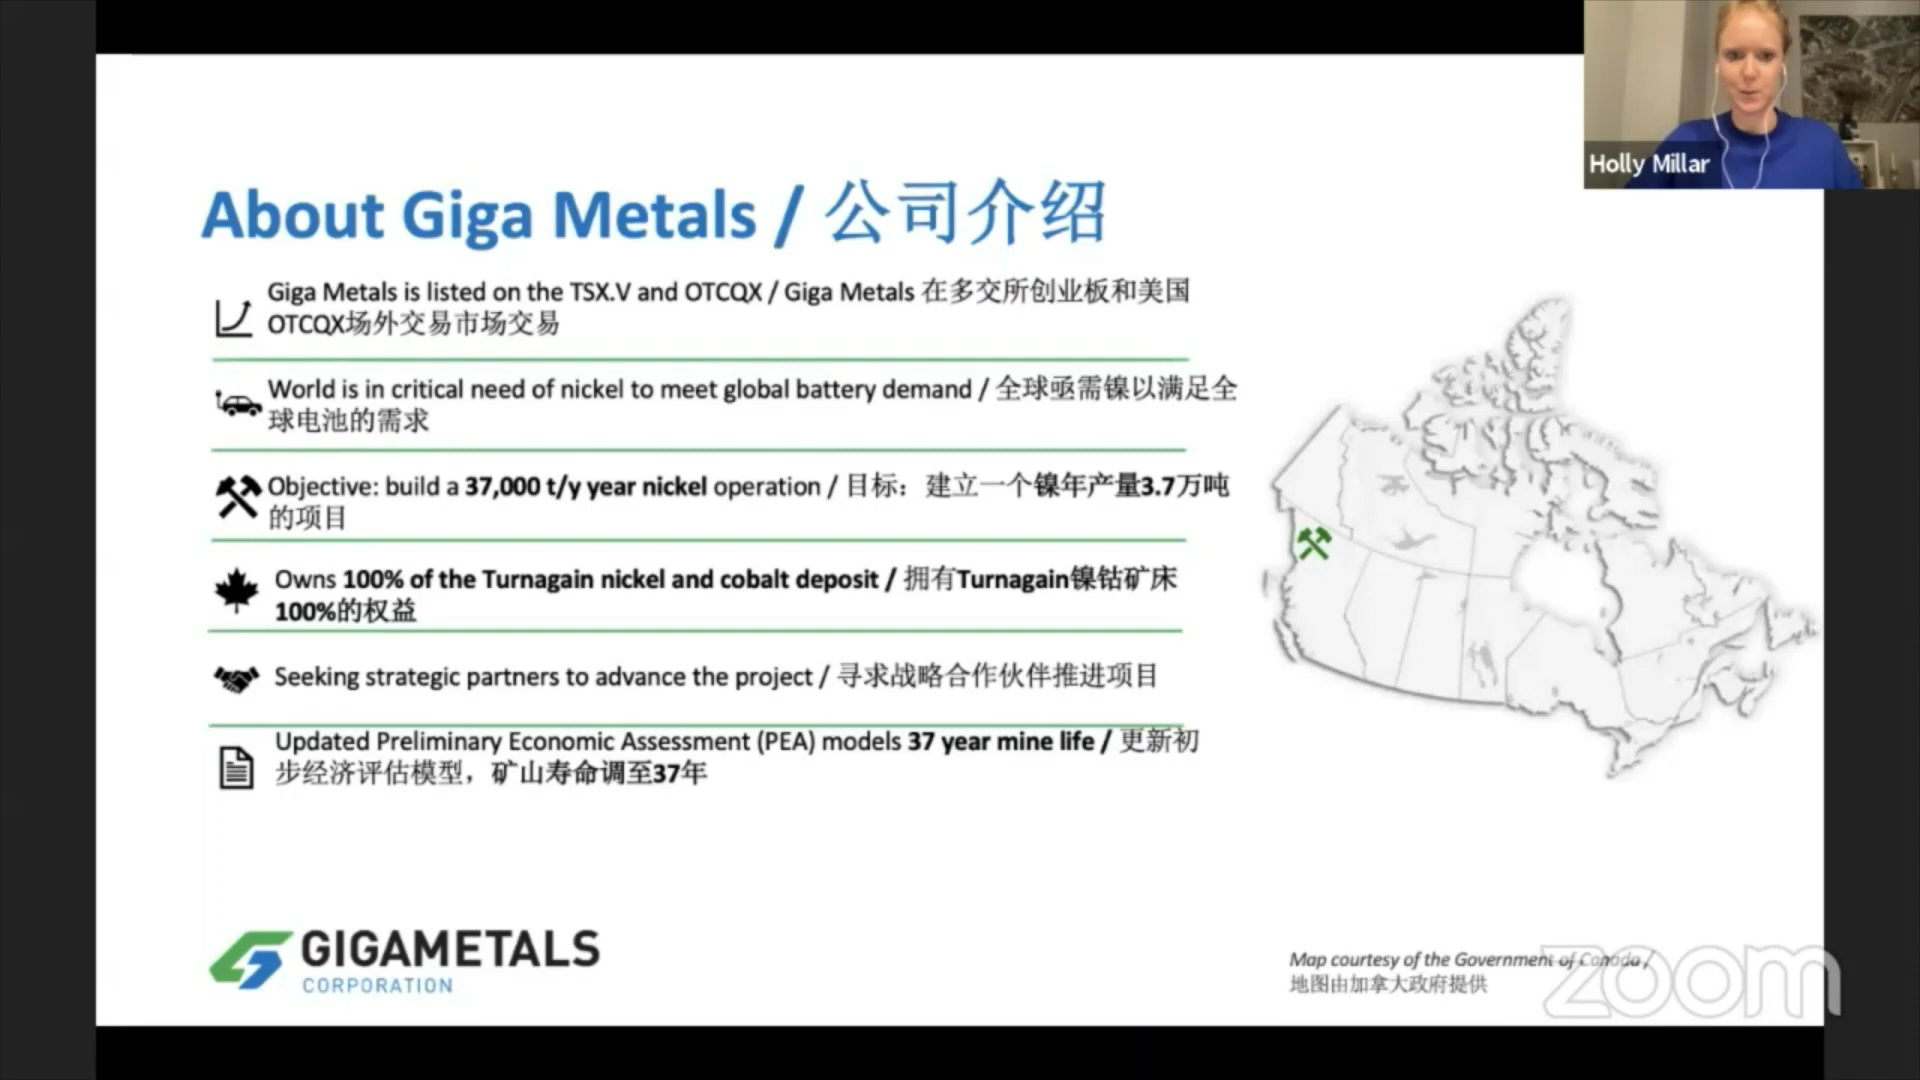 Holly Millar
About Giga Metals / 公司介绍
Giga Metals is listed on the TSX.V and OTCQX / Giga Metals 在多交所创业板和美国
OTCQX场外交易市场交易
World is in critical need of nickel to meet global battery demand / 全球亟需镍以满足全
球电池的需求
Objective: build a 37,000 t/y year nickel operation / 目标：建立一个镍年产量3.7万吨
的项目
Owns 100% of the Turnagain nickel and cobalt deposit / 拥有Turnagain镍钴矿床
100%的权益
Seeking strategic partners to advance the project / 寻求战略合作伙伴推进项目
Updated Preliminary Economic Assessment (PEA) models 37 year mine life / 更新初
步经济评估模型，矿山寿命调至37年
GIGAMETALS
CORPORATION
Map courtesy of the Government of Canada /
地图由加拿大政府提供
zoom